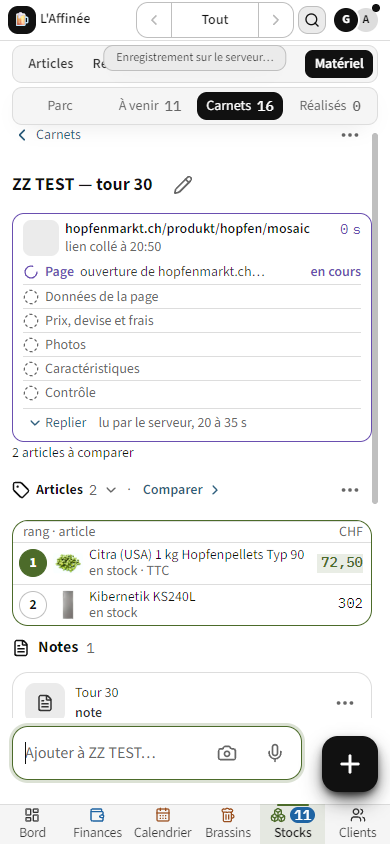 L'Affinée
Tout
G
A
Articles
Re
Enregistrement sur le serveur…
Matériel
Parc
À venir 11
Carnets 16
Réalisés 0
Carnets
ZZ TEST — tour 30
hopfenmarkt.ch/produkt/hopfen/mosaic
0 s
lien collé à 20:50
Page ouverture de hopfenmarkt.ch… en cours
Données de la page
Prix, devise et frais
Photos
Caractéristiques
Contrôle
Replier lu par le serveur, 20 à 35 s
2 articles à comparer
Articles 2 · Comparer
rang · article CHF
1 Citra (USA) 1 kg Hopfenpellets Typ 90 72,50
en stock · TTC
2 Kibernetik KS240L 302
en stock
Notes 1
Tour 30
note
Ajouter à ZZ TEST…
Bord
Finances
Calendrier
Brassins
11
Stocks
Clients